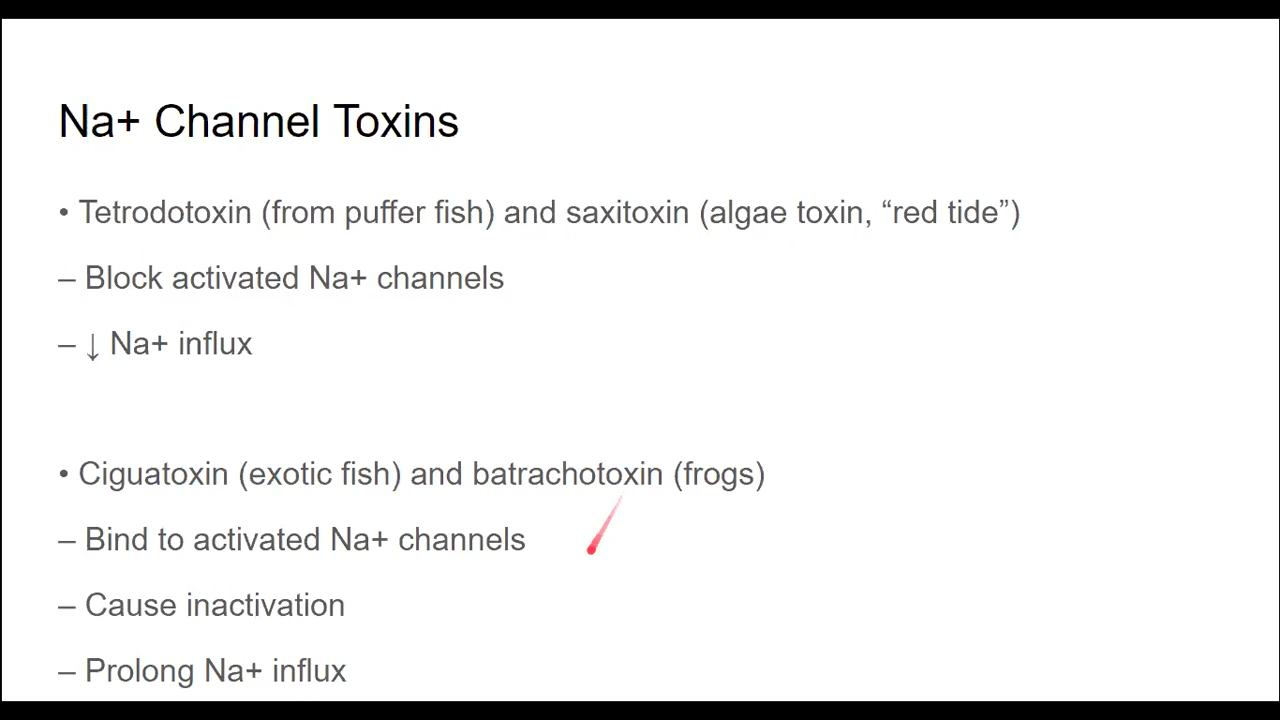 Na+ Channel Toxins
• Tetrodotoxin (from puffer fish) and saxitoxin (algae toxin, “red tide”)
– Block activated Na+ channels
– ↓ Na+ influx
• Ciguatoxin (exotic fish) and batrachotoxin (frogs)
– Bind to activated Na+ channels
– Cause inactivation
– Prolong Na+ influx